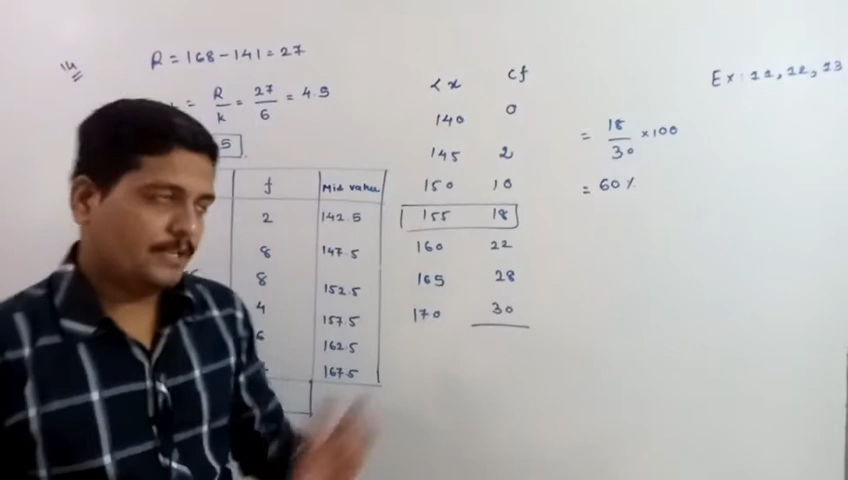 14
R = 168 - 141 = 27
= R/k = 27/6 = 4.5
5
f Mid value
2 142.5
8 147.5
8 152.5
4 157.5
6 162.5
167.5
< x cf
140 0
145 2
150 10
155 18
160 22
165 28
170 30
= 18/30 × 100
= 60 %
Ex: 11, 12, 13